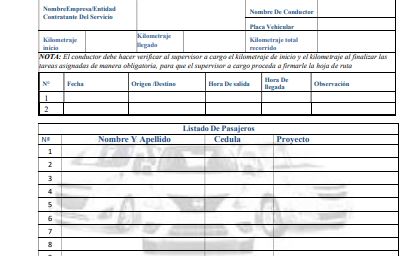 NombreEmpresa/Entidad
Contratante Del Servicio
Nombre De Conductor
Placa Vehicular
Kilometraje
inicio
Kilometraje
llegado
Kilometraje total
recorrido
NOTA: El conductor debe hacer verificar al supervisor a cargo el kilometraje de inicio y el kilometraje al finalizar las
tareas asignadas de manera obligatoria, para que el supervisor a cargo proceda a firmarle la hoja de ruta
N° Fecha Origen /Destino Hora De salida Hora De llegada Observación
1
2
Listado De Pasajeros
Nº Nombre Y Apellido Cedula Proyecto
1
2
3
4
5
6
7
8